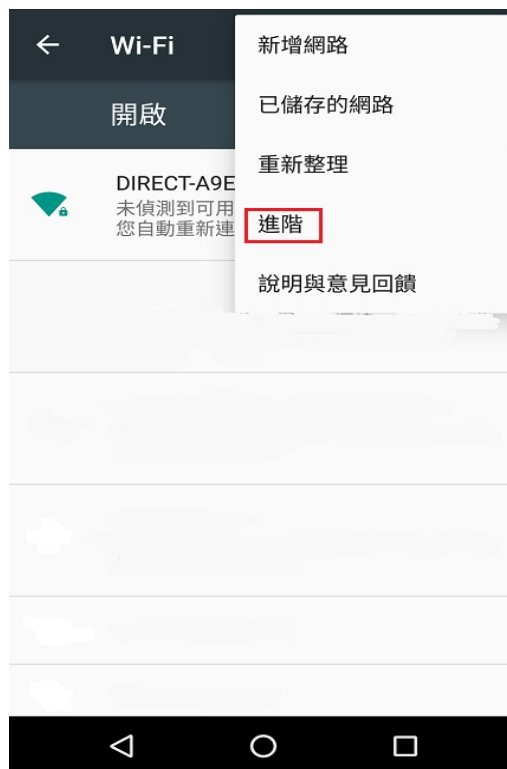 Wi-Fi
開啟
DIRECT-A9E
未偵測到可用
您自動重新連
新增網路
已儲存的網路
重新整理
進階
說明與意見回饋